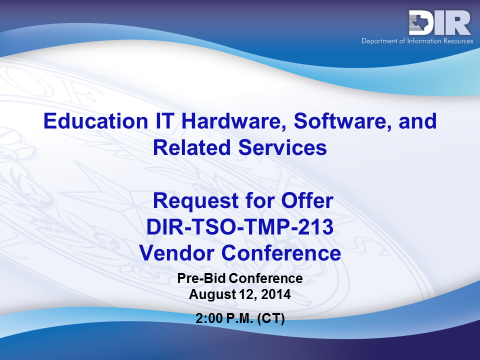 DIR
Department of Information Resources
Education IT Hardware, Software, and
Related Services
Request for Offer
DIR-TSO-TMP-213
Vendor Conference
Pre-Bid Conference
August 12, 2014
2:00 P.M. (CT)